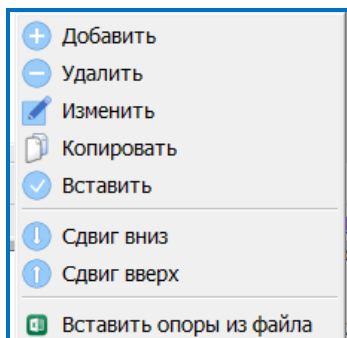 Добавить
Удалить
Изменить
Копировать
Вставить
Сдвиг вниз
Сдвиг вверх
Вставить опоры из файла